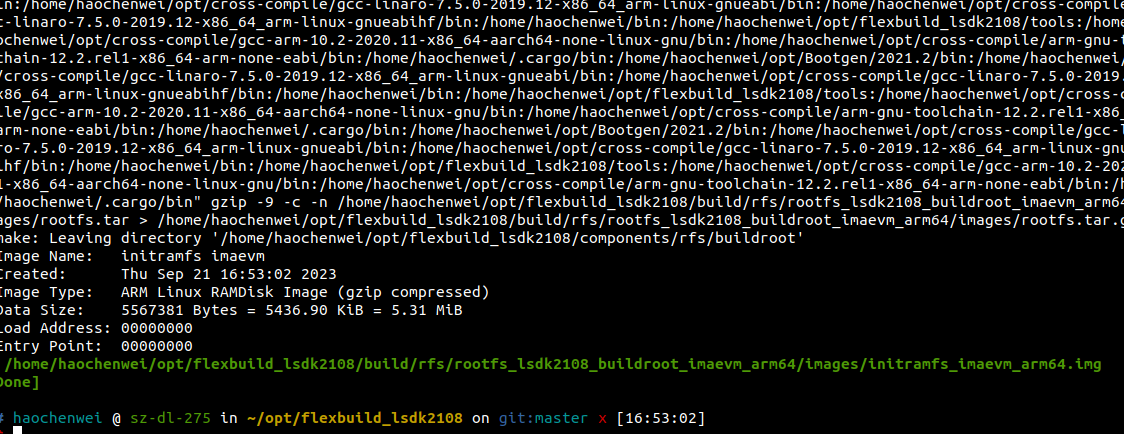 in:/home/haochenwei/opt/cross-compile/gcc-linaro-7.5.0-2019.12-x86_64_arm-linux-gnueabi/bin:/home/haochenwei/opt/cross-compile
/gcc-linaro-7.5.0-2019.12-x86_64_arm-linux-gnueabihf/bin:/home/haochenwei/bin:/home/haochenwei/opt/flexbuild_lsdk2108/tools:/home
ochenwei/opt/cross-compile/gcc-arm-10.2-2020.11-x86_64-aarch64-none-linux-gnu/bin:/home/haochenwei/opt/cross-compile/arm-gnu-t
chain-12.2.rel1-x86_64-arm-none-eabi/bin:/home/haochenwei/.cargo/bin:/home/haochenwei/opt/Bootgen/2021.2/bin:/home/haochenwei/
/cross-compile/gcc-linaro-7.5.0-2019.12-x86_64_arm-linux-gnueabi/bin:/home/haochenwei/opt/cross-compile/gcc-linaro-7.5.0-2019.
x86_64_arm-linux-gnueabihf/bin:/home/haochenwei/bin:/home/haochenwei/opt/flexbuild_lsdk2108/tools:/home/haochenwei/opt/cross-c
ile/gcc-arm-10.2-2020.11-x86_64-aarch64-none-linux-gnu/bin:/home/haochenwei/opt/cross-compile/arm-gnu-toolchain-12.2.rel1-x86_
arm-none-eabi/bin:/home/haochenwei/.cargo/bin:/home/haochenwei/opt/Bootgen/2021.2/bin:/home/haochenwei/opt/cross-compile/gcc-l
ro-7.5.0-2019.12-x86_64_arm-linux-gnueabi/bin:/home/haochenwei/opt/cross-compile/gcc-linaro-7.5.0-2019.12-x86_64_arm-linux-gnu
ihf/bin:/home/haochenwei/bin:/home/haochenwei/opt/flexbuild_lsdk2108/tools:/home/haochenwei/opt/cross-compile/gcc-arm-10.2-202
1-x86_64-aarch64-none-linux-gnu/bin:/home/haochenwei/opt/cross-compile/arm-gnu-toolchain-12.2.rel1-x86_64-arm-none-eabi/bin:/h
/haochenwei/.cargo/bin" gzip -9 -c -n /home/haochenwei/opt/flexbuild_lsdk2108/build/rfs/rootfs_lsdk2108_buildroot_imaevm_arm64
ages/rootfs.tar > /home/haochenwei/opt/flexbuild_lsdk2108/build/rfs/rootfs_lsdk2108_buildroot_imaevm_arm64/images/rootfs.tar.g
make: Leaving directory '/home/haochenwei/opt/flexbuild_lsdk2108/components/rfs/buildroot'
Image Name: initramfs imaevm
Created: Thu Sep 21 16:53:02 2023
Image Type: ARM Linux RAMDisk Image (gzip compressed)
Data Size: 5567381 Bytes = 5436.90 KiB = 5.31 MiB
Load Address: 00000000
Entry Point: 00000000
/home/haochenwei/opt/flexbuild_lsdk2108/build/rfs/rootfs_lsdk2108_buildroot_imaevm_arm64/images/initramfs_imaevm_arm64.img
Done]
# haochenwei @ sz-dl-275 in ~/opt/flexbuild_lsdk2108 on git:master x [16:53:02]